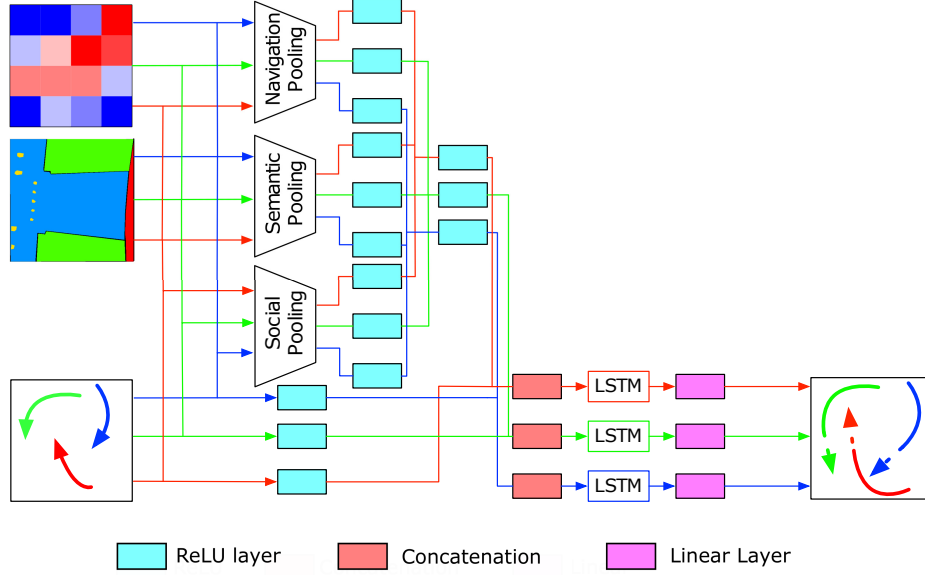 Navigation
Pooling
Semantic
Pooling
Social
Pooling
LSTM
LSTM
LSTM
ReLU layer
Concatenation
Linear Layer